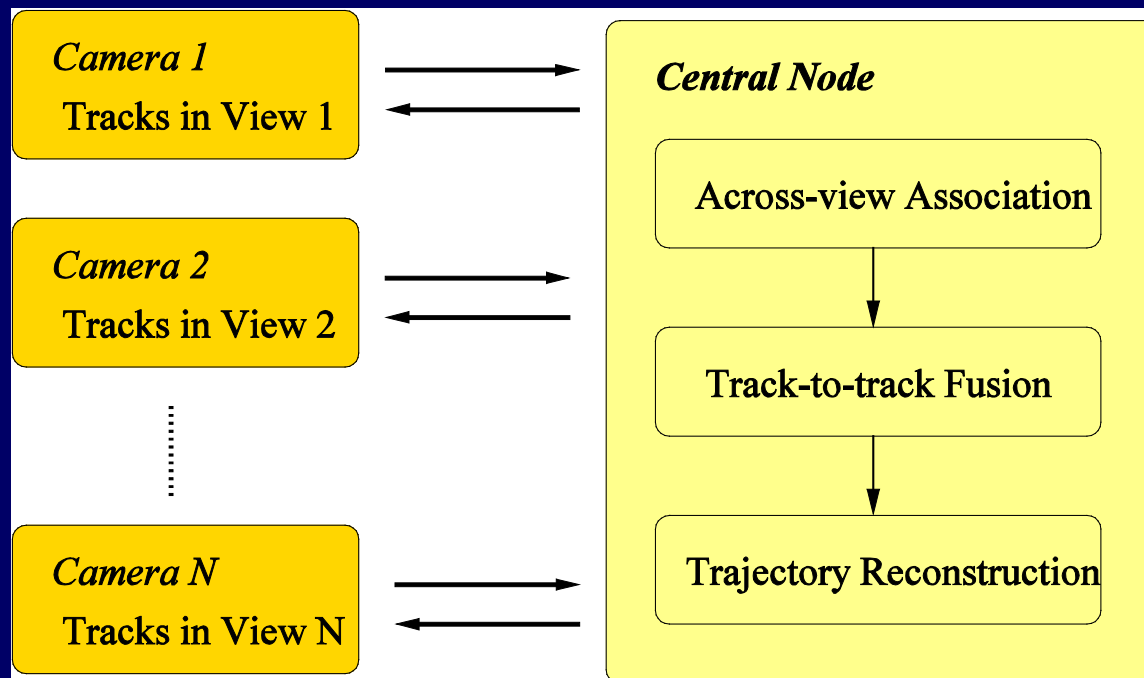 Camera 1
Tracks in View 1
Camera 2
Tracks in View 2
Camera N
Tracks in View N
Central Node
Across-view Association
Track-to-track Fusion
Trajectory Reconstruction